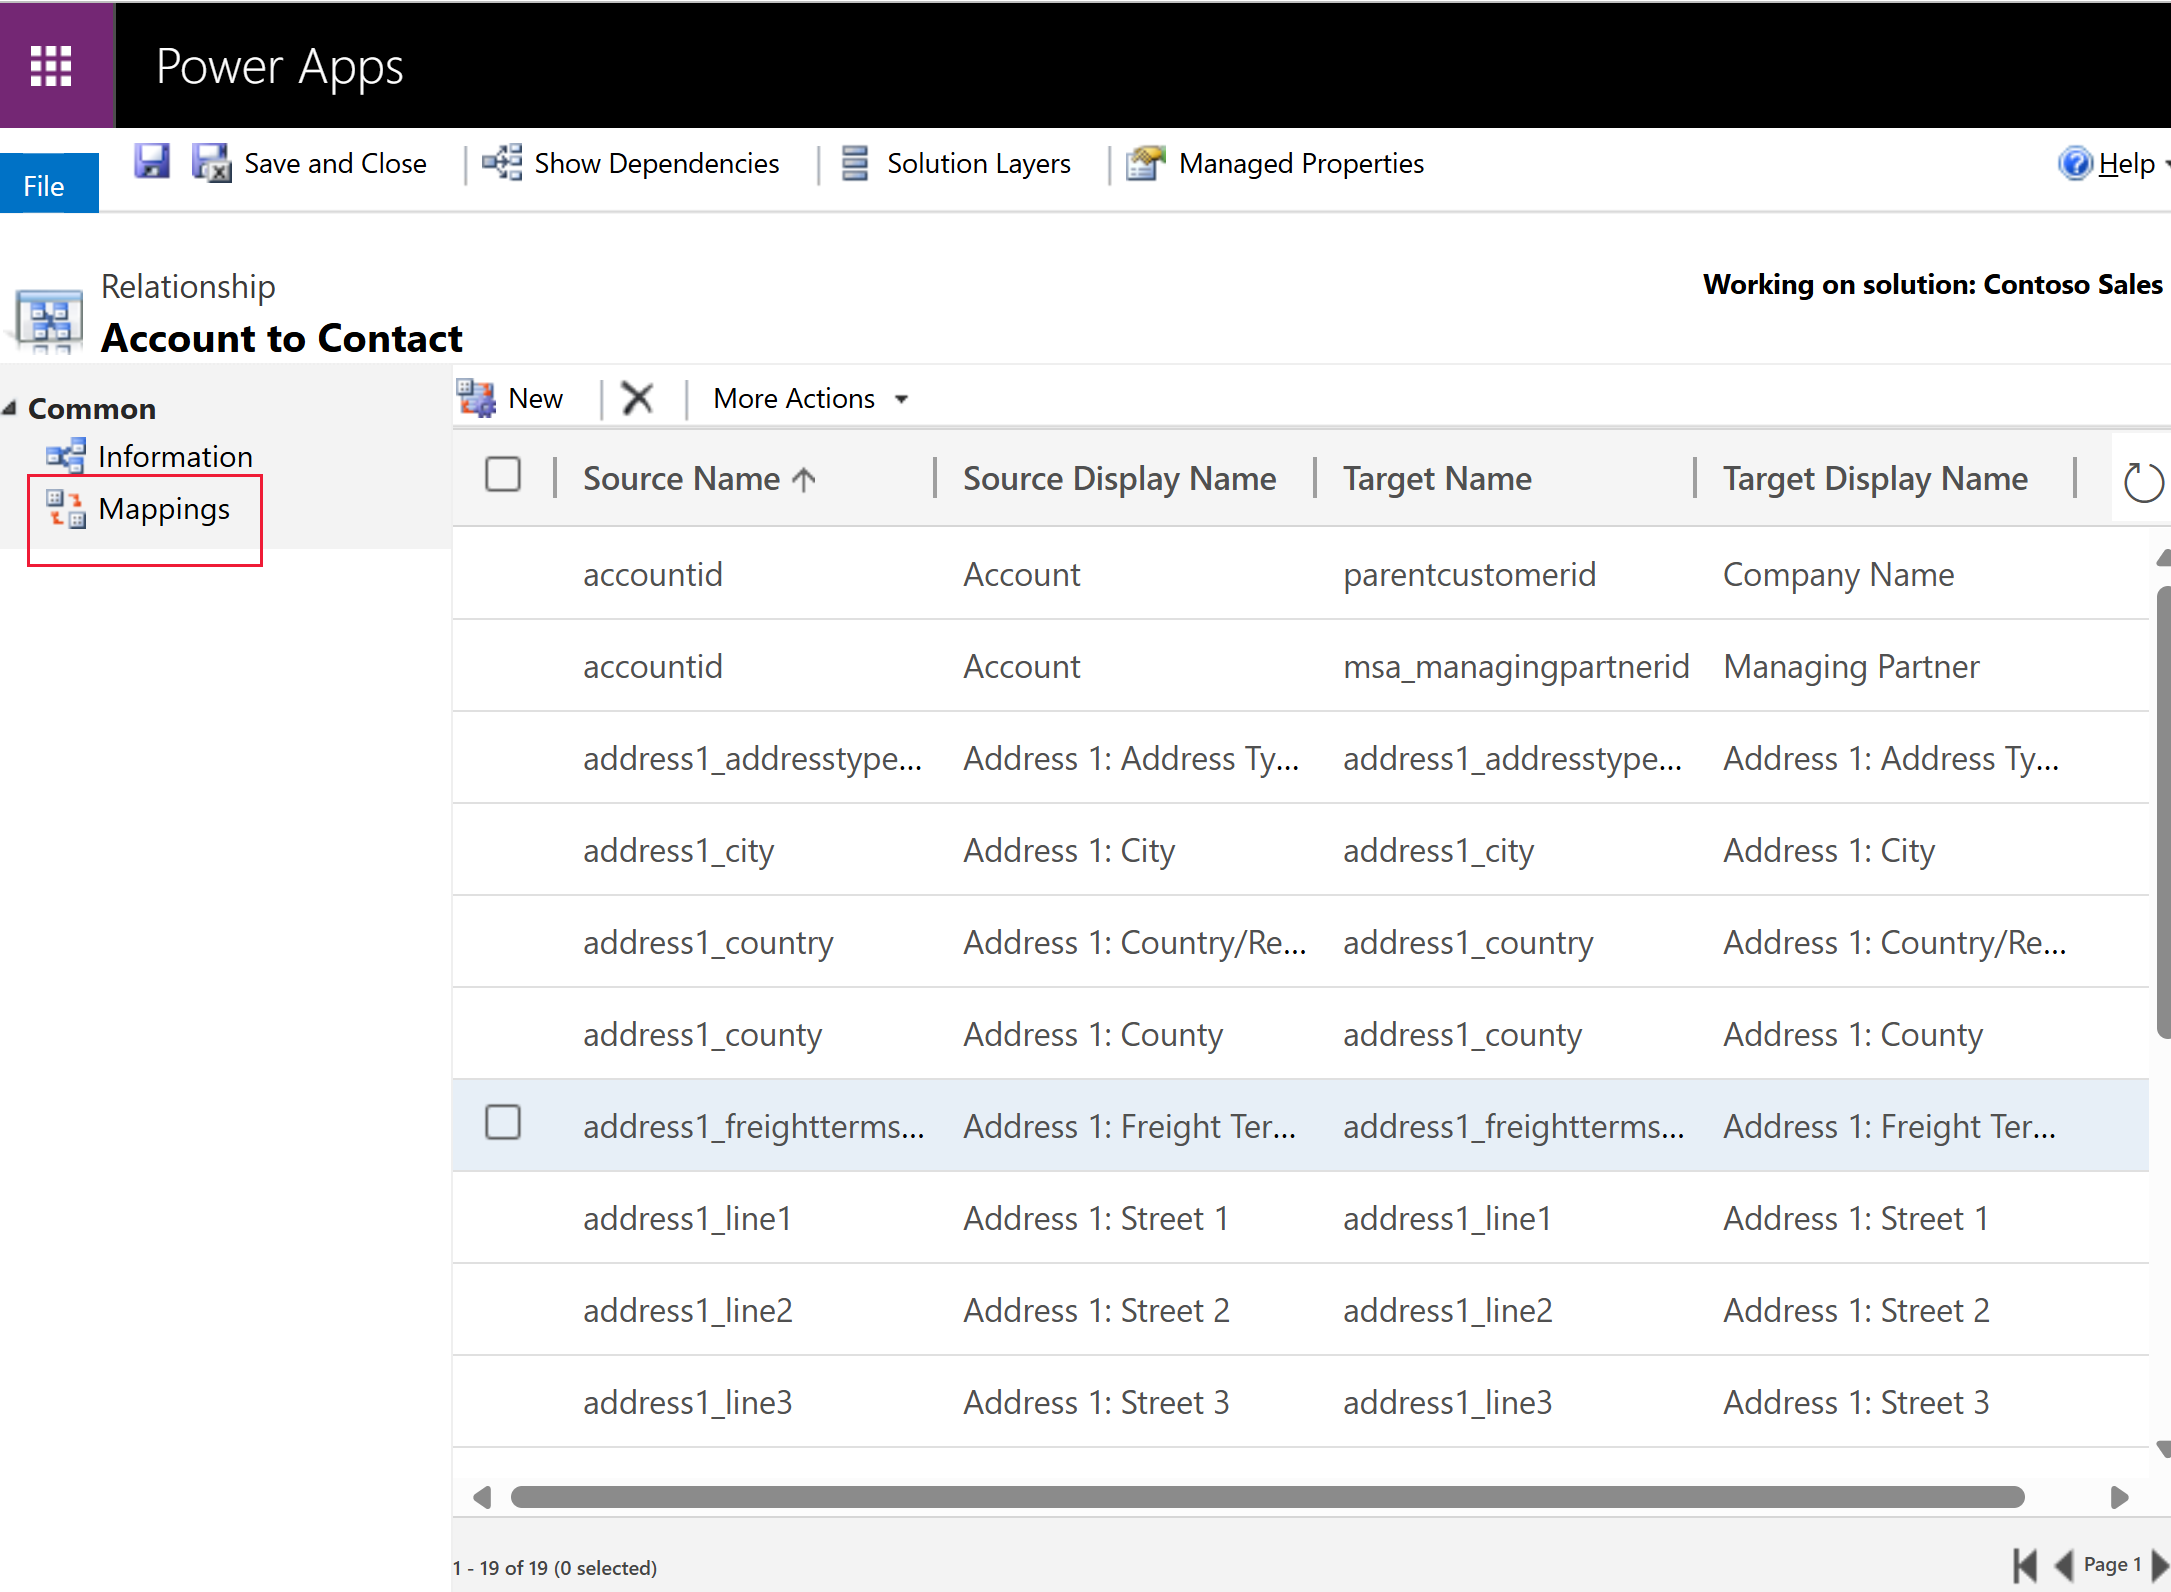 Power Apps
File
Save and Close
Show Dependencies
Solution Layers
Managed Properties
Help
Relationship
Account to Contact
Working on solution: Contoso Sales
Common
Information
Mappings
New
More Actions
Source Name Source Display Name Target Name Target Display Name
accountid Account parentcustomerid Company Name
accountid Account msa_managingpartnerid Managing Partner
address1_addresstype... Address 1: Address Ty... address1_addresstype... Address 1: Address Ty...
address1_city Address 1: City address1_city Address 1: City
address1_country Address 1: Country/Re... address1_country Address 1: Country/Re...
address1_county Address 1: County address1_county Address 1: County
address1_freightterms... Address 1: Freight Ter... address1_freightterms... Address 1: Freight Ter...
address1_line1 Address 1: Street 1 address1_line1 Address 1: Street 1
address1_line2 Address 1: Street 2 address1_line2 Address 1: Street 2
address1_line3 Address 1: Street 3 address1_line3 Address 1: Street 3
1 - 19 of 19 (0 selected)
Page 1